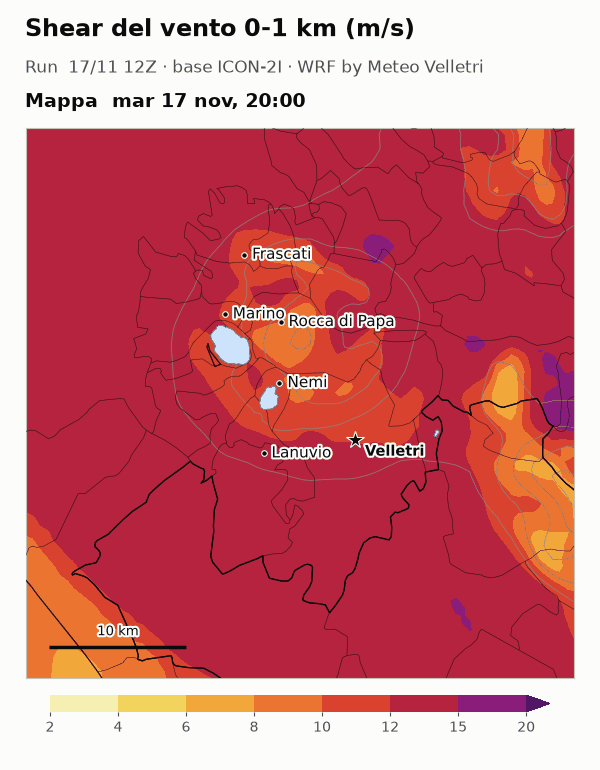 Shear del vento 0-1 km (m/s)
Run  17/11 12Z · base ICON-2I · WRF by Meteo Velletri
Mappa  mar 17 nov, 20:00
Frascati
Marino
Rocca di Papa
Nemi
Velletri
Lanuvio
10 km
2 4 6 8 10 12 15 20